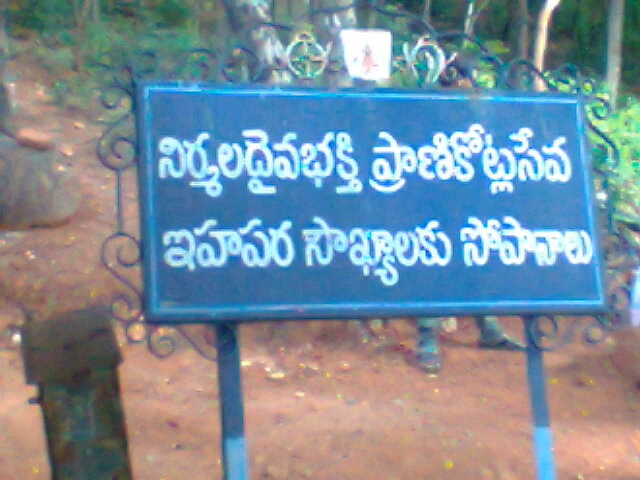 నిర్మలదైవభక్తి ప్రాణికోట్లసేవ
ఇహపర సౌఖ్యాలకు సోపానాలు